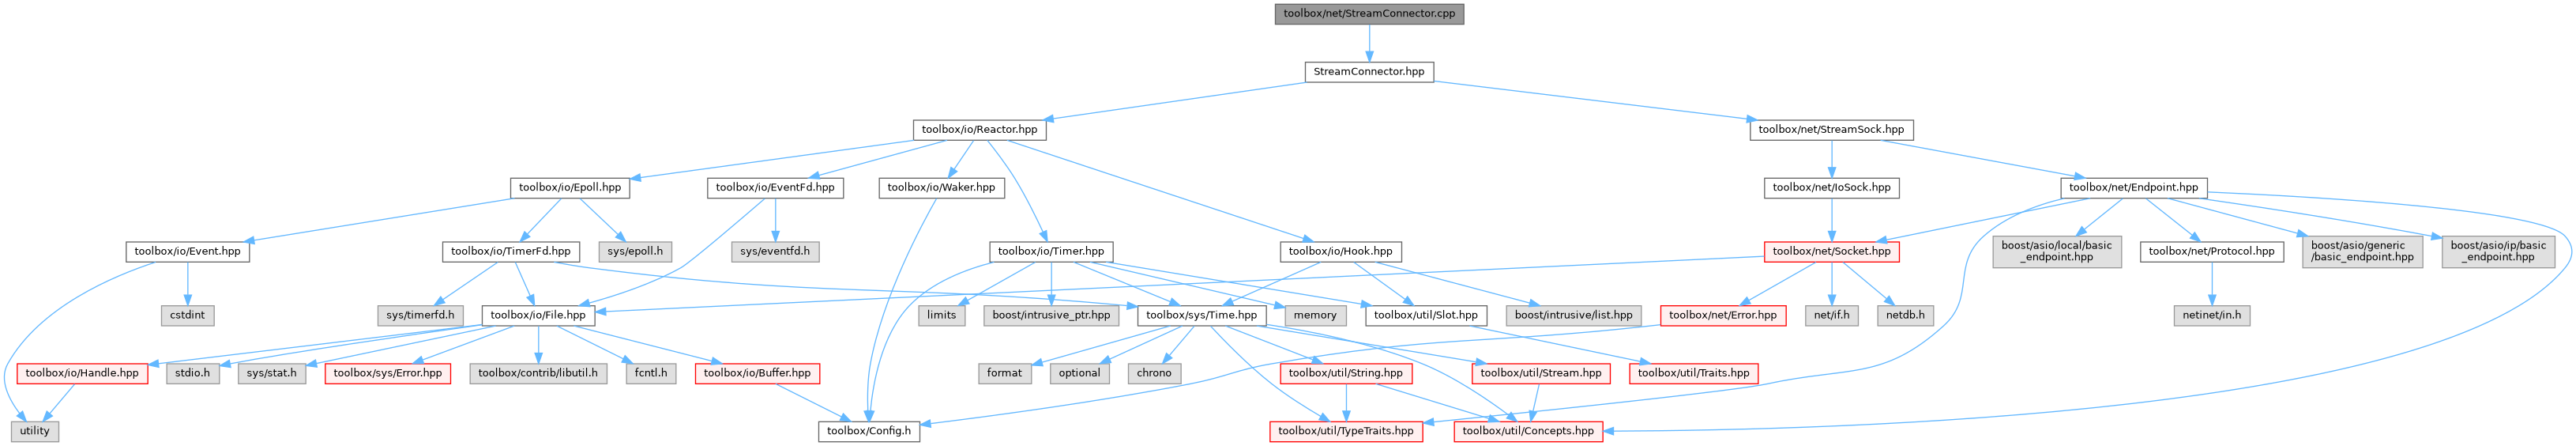 toolbox/net/StreamConnector.cpp
StreamConnector.hpp
toolbox/io/Reactor.hpp
toolbox/net/StreamSock.hpp
toolbox/io/Epoll.hpp
toolbox/io/EventFd.hpp
toolbox/io/Waker.hpp
toolbox/net/IoSock.hpp
toolbox/net/Endpoint.hpp
toolbox/io/Event.hpp
toolbox/io/TimerFd.hpp
sys/epoll.h
sys/eventfd.h
toolbox/io/Timer.hpp
toolbox/io/Hook.hpp
toolbox/net/Socket.hpp
boost/asio/local/basic
_endpoint.hpp
toolbox/net/Protocol.hpp
boost/asio/generic
/basic_endpoint.hpp
boost/asio/ip/basic
_endpoint.hpp
cstdint
sys/timerfd.h
toolbox/io/File.hpp
limits
boost/intrusive_ptr.hpp
toolbox/sys/Time.hpp
memory
toolbox/util/Slot.hpp
boost/intrusive/list.hpp
toolbox/net/Error.hpp
net/if.h
netdb.h
netinet/in.h
toolbox/io/Handle.hpp
stdio.h
sys/stat.h
toolbox/sys/Error.hpp
toolbox/contrib/libutil.h
fcntl.h
toolbox/io/Buffer.hpp
format
optional
chrono
toolbox/util/String.hpp
toolbox/util/Stream.hpp
toolbox/util/Traits.hpp
utility
toolbox/Config.h
toolbox/util/TypeTraits.hpp
toolbox/util/Concepts.hpp